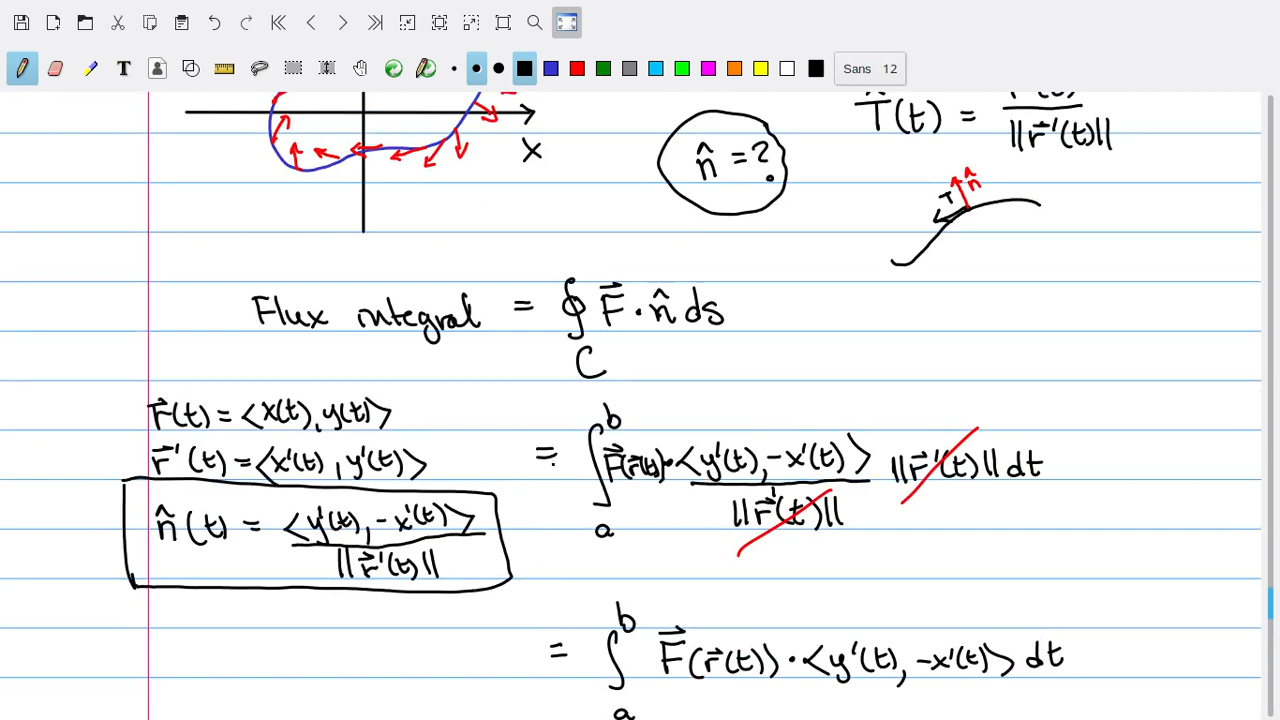 Sans 12
T̂(t) = r⃗'(t) / ||r⃗'(t)||
x
n̂ = ?
n̂
T
Flux integral = ∮_C F⃗ · n̂ ds
r⃗(t) = <x(t), y(t)>
r⃗'(t) = <x'(t), y'(t)>
= ∫_a^b F⃗(r⃗(t)) · <y'(t), -x'(t)> / ||r⃗'(t)|| ||r⃗'(t)|| dt
n̂(t) = <y'(t), -x'(t)> / ||r⃗'(t)||
= ∫_a^b F⃗(r⃗(t)) · <y'(t), -x'(t)> dt